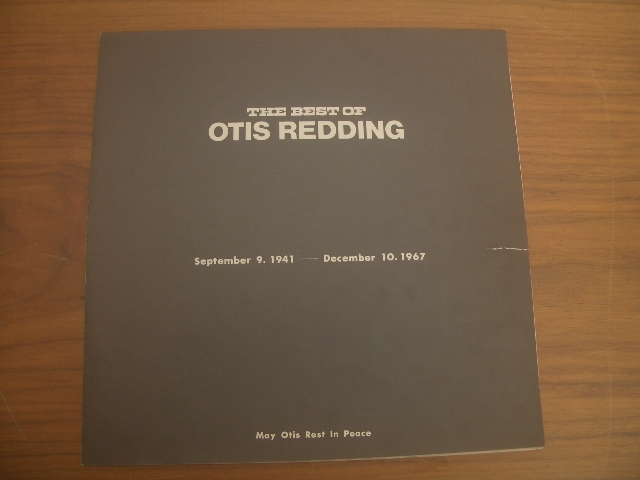 THE BEST OF
OTIS REDDING
September 9. 1941 — December 10. 1967
May Otis Rest In Peace